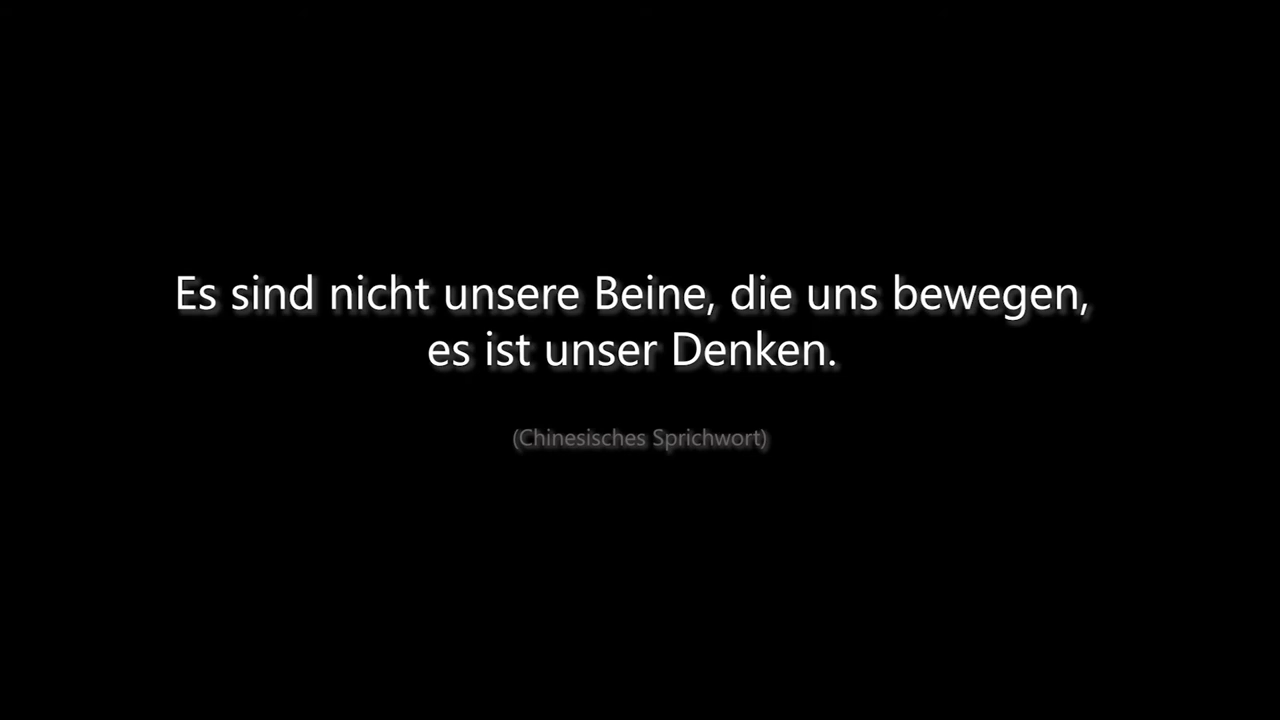 Es sind nicht unsere Beine, die uns bewegen,
es ist unser Denken.
(Chinesisches Sprichwort)